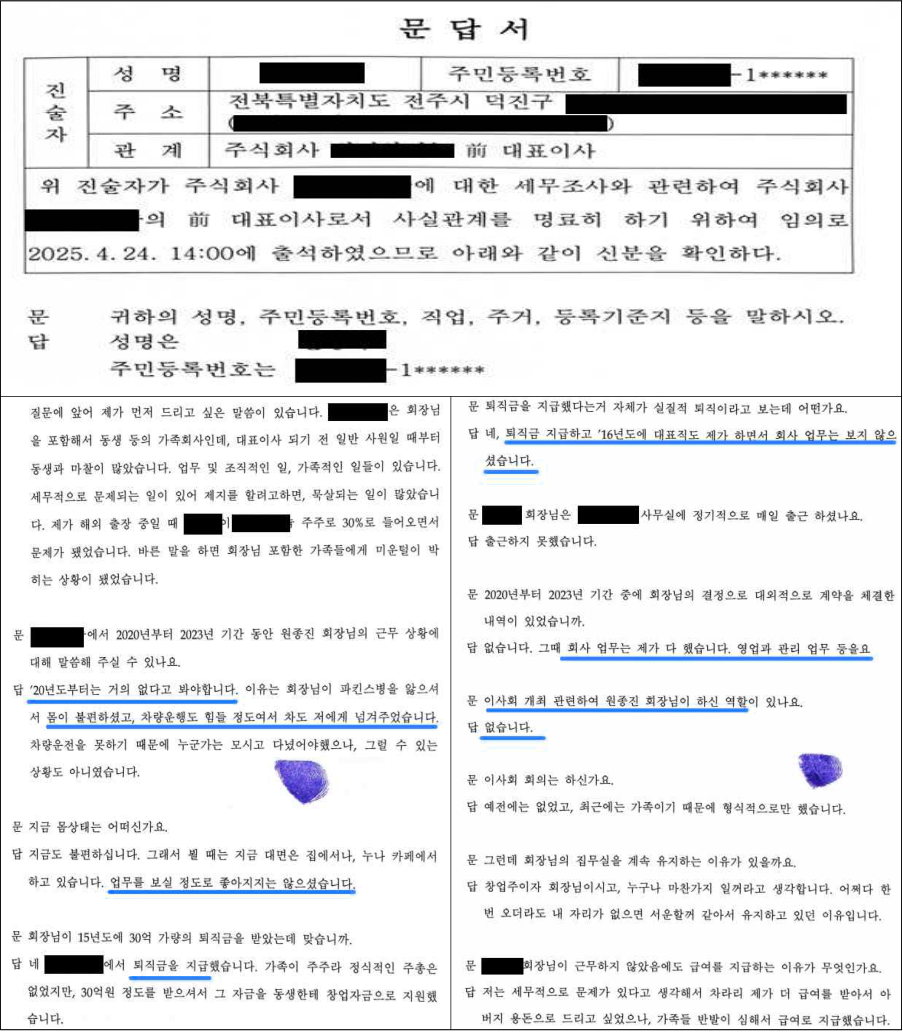 문 답 서
진술자
성 명
주민등록번호
-1******
주 소
전북특별자치도 전주시 덕진구
(
)
관 계
주식회사 前 대표이사
위 진술자가 주식회사 에 대한 세무조사와 관련하여 주식회사
의 前 대표이사로서 사실관계를 명료히 하기 위하여 임의로
2025. 4. 24. 14:00에 출석하였으므로 아래와 같이 신분을 확인하다.
문 귀하의 성명, 주민등록번호, 직업, 주거, 등록기준지 등을 말하시오.
답 성명은
주민등록번호는 -1******
질문에 앞어 제가 먼저 드리고 싶은 말씀이 있습니다. 은 회장님
을 포함해서 동생 등의 가족회사인데, 대표이사 되기 전 일반 사원일 때부터
동생과 마찰이 많았습니다. 업무 및 조직적인 일, 가족적인 일들이 있습니다.
세무적으로 문제되는 일이 있어 제지를 할려고하면, 묵살되는 일이 많았습니
다. 제가 해외 출장 중일 때 이 주주로 30%로 들어오면서
문제가 됐었습니다. 바른 말을 하면 회장님 포함한 가족들에게 미운털이 박
히는 상황이 됐었습니다.
문 에서 2020년부터 2023년 기간 동안 원종진 회장님의 근무 상황에
대해 말씀해 주실 수 있나요.
답 '20년도부터는 거의 없다고 봐야합니다. 이유는 회장님이 파킨스병을 앓으셔
서 몸이 불편하셨고, 차량운행도 힘들 정도여서 차도 저에게 넘겨주었습니다.
차량운전을 못하기 때문에 누군가는 모시고 다녔어야했으나, 그럴 수 있는
상황도 아니였습니다.
문 지금 몸상태는 어떠신가요.
답 지금도 불편하십니다. 그래서 뵐 때는 지금 대면은 집에서나, 누나 카페에서
하고 있습니다. 업무를 보실 정도로 좋아지지는 않으셨습니다.
문 회장님이 15년도에 30억 가량의 퇴직금을 받았는데 맞습니까.
답 네 에서 퇴직금을 지급했습니다. 가족이 주주라 정식적인 주총은
없었지만, 30억원 정도를 받으셔서 그 자금을 동생한테 창업자금으로 지원했
습니다.
문 퇴직금을 지급했다는거 자체가 실질적 퇴직이라고 보는데 어떤가요.
답 네, 퇴직금 지급하고 '16년도에 대표직도 제가 하면서 회사 업무는 보지 않으
셨습니다.
문 회장님은 사무실에 정기적으로 매일 출근 하셨나요.
답 출근하지 못했습니다.
문 2020년부터 2023년 기간 중에 회장님의 결정으로 대외적으로 계약을 체결한
내역이 있었습니까.
답 없습니다. 그때 회사 업무는 제가 다 했습니다. 영업과 관리 업무 등을요
문 이사회 개최 관련하여 원종진 회장님이 하신 역할이 있나요.
답 없습니다.
문 이사회 회의는 하신가요.
답 예전에는 없었고, 최근에는 가족이기 때문에 형식적으로만 했습니다.
문 그런데 회장님의 집무실을 계속 유지하는 이유가 있을까요.
답 창업주이자 회장님이시고, 누구나 마찬가지 일꺼라고 생각합니다. 어쩌다 한
번 오더라도 내 자리가 없으면 서운할꺼 같아서 유지하고 있던 이유입니다.
문 회장님이 근무하지 않았음에도 급여를 지급하는 이유가 무엇인가요.
답 저는 세무적으로 문제가 있다고 생각해서 차라리 제가 더 급여를 받아서 아
버지 용돈으로 드리고 싶었으나, 가족들 반발이 심해서 급여로 지급했습니다.